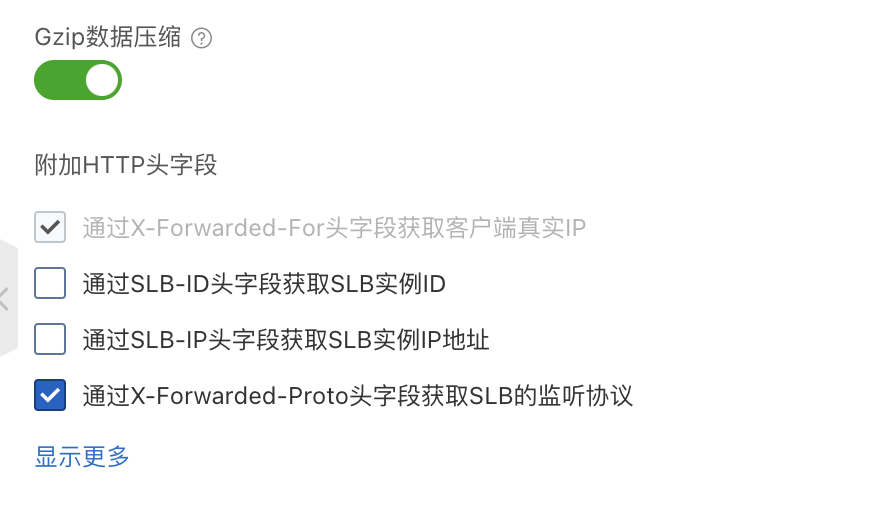 Gzip数据压缩 ?
附加HTTP头字段
通过X-Forwarded-For头字段获取客户端真实IP
通过SLB-ID头字段获取SLB实例ID
通过SLB-IP头字段获取SLB实例IP地址
通过X-Forwarded-Proto头字段获取SLB的监听协议
显示更多